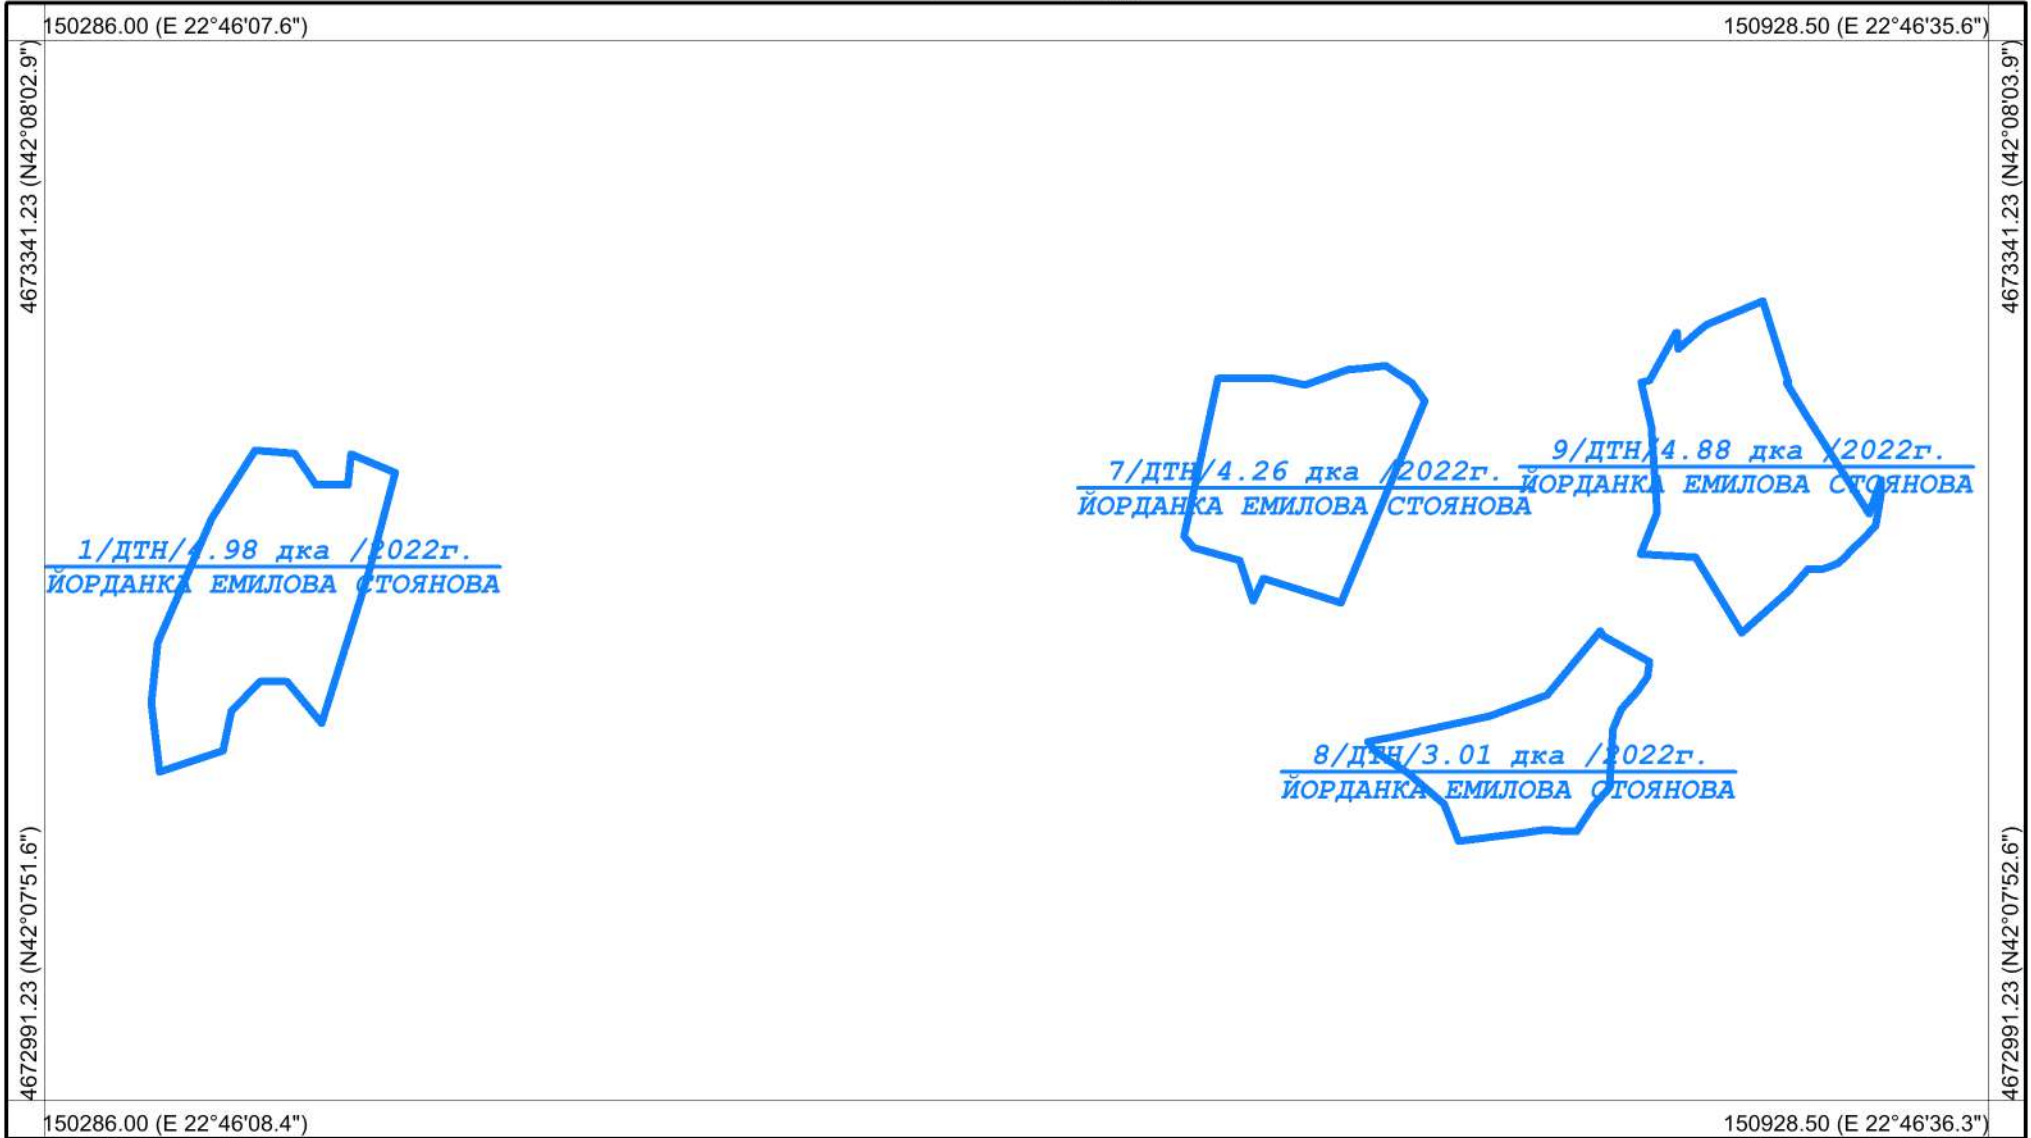 150286.00 (E 22°46'07.6")
150928.50 (E 22°46'35.6")
4673341.23 (N42°08'02.9")
4673341.23 (N42°08'03.9")
9/ДТН/4.88 дка /2022г.
ЙОРДАНКА ЕМИЛОВА СТОЯНОВА
7/ДТН/4.26 дка /2022г.
ЙОРДАНКА ЕМИЛОВА СТОЯНОВА
1/ДТН/4.98 дка /2022г.
ЙОРДАНКА ЕМИЛОВА СТОЯНОВА
8/ДТН/3.01 дка /2022г.
ЙОРДАНКА ЕМИЛОВА СТОЯНОВА
4672991.23 (N42°07'51.6")
4672991.23 (N42°07'52.6")
150286.00 (E 22°46'08.4")
150928.50 (E 22°46'36.3")